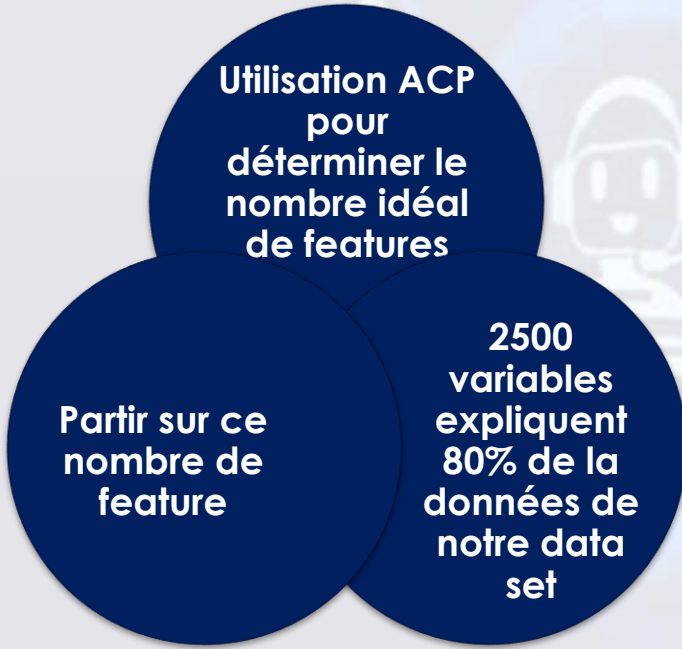 Utilisation ACP
pour
déterminer le
nombre idéal
de features
Partir sur ce
nombre de
feature
2500
variables
expliquent
80% de la
données de
notre data
set